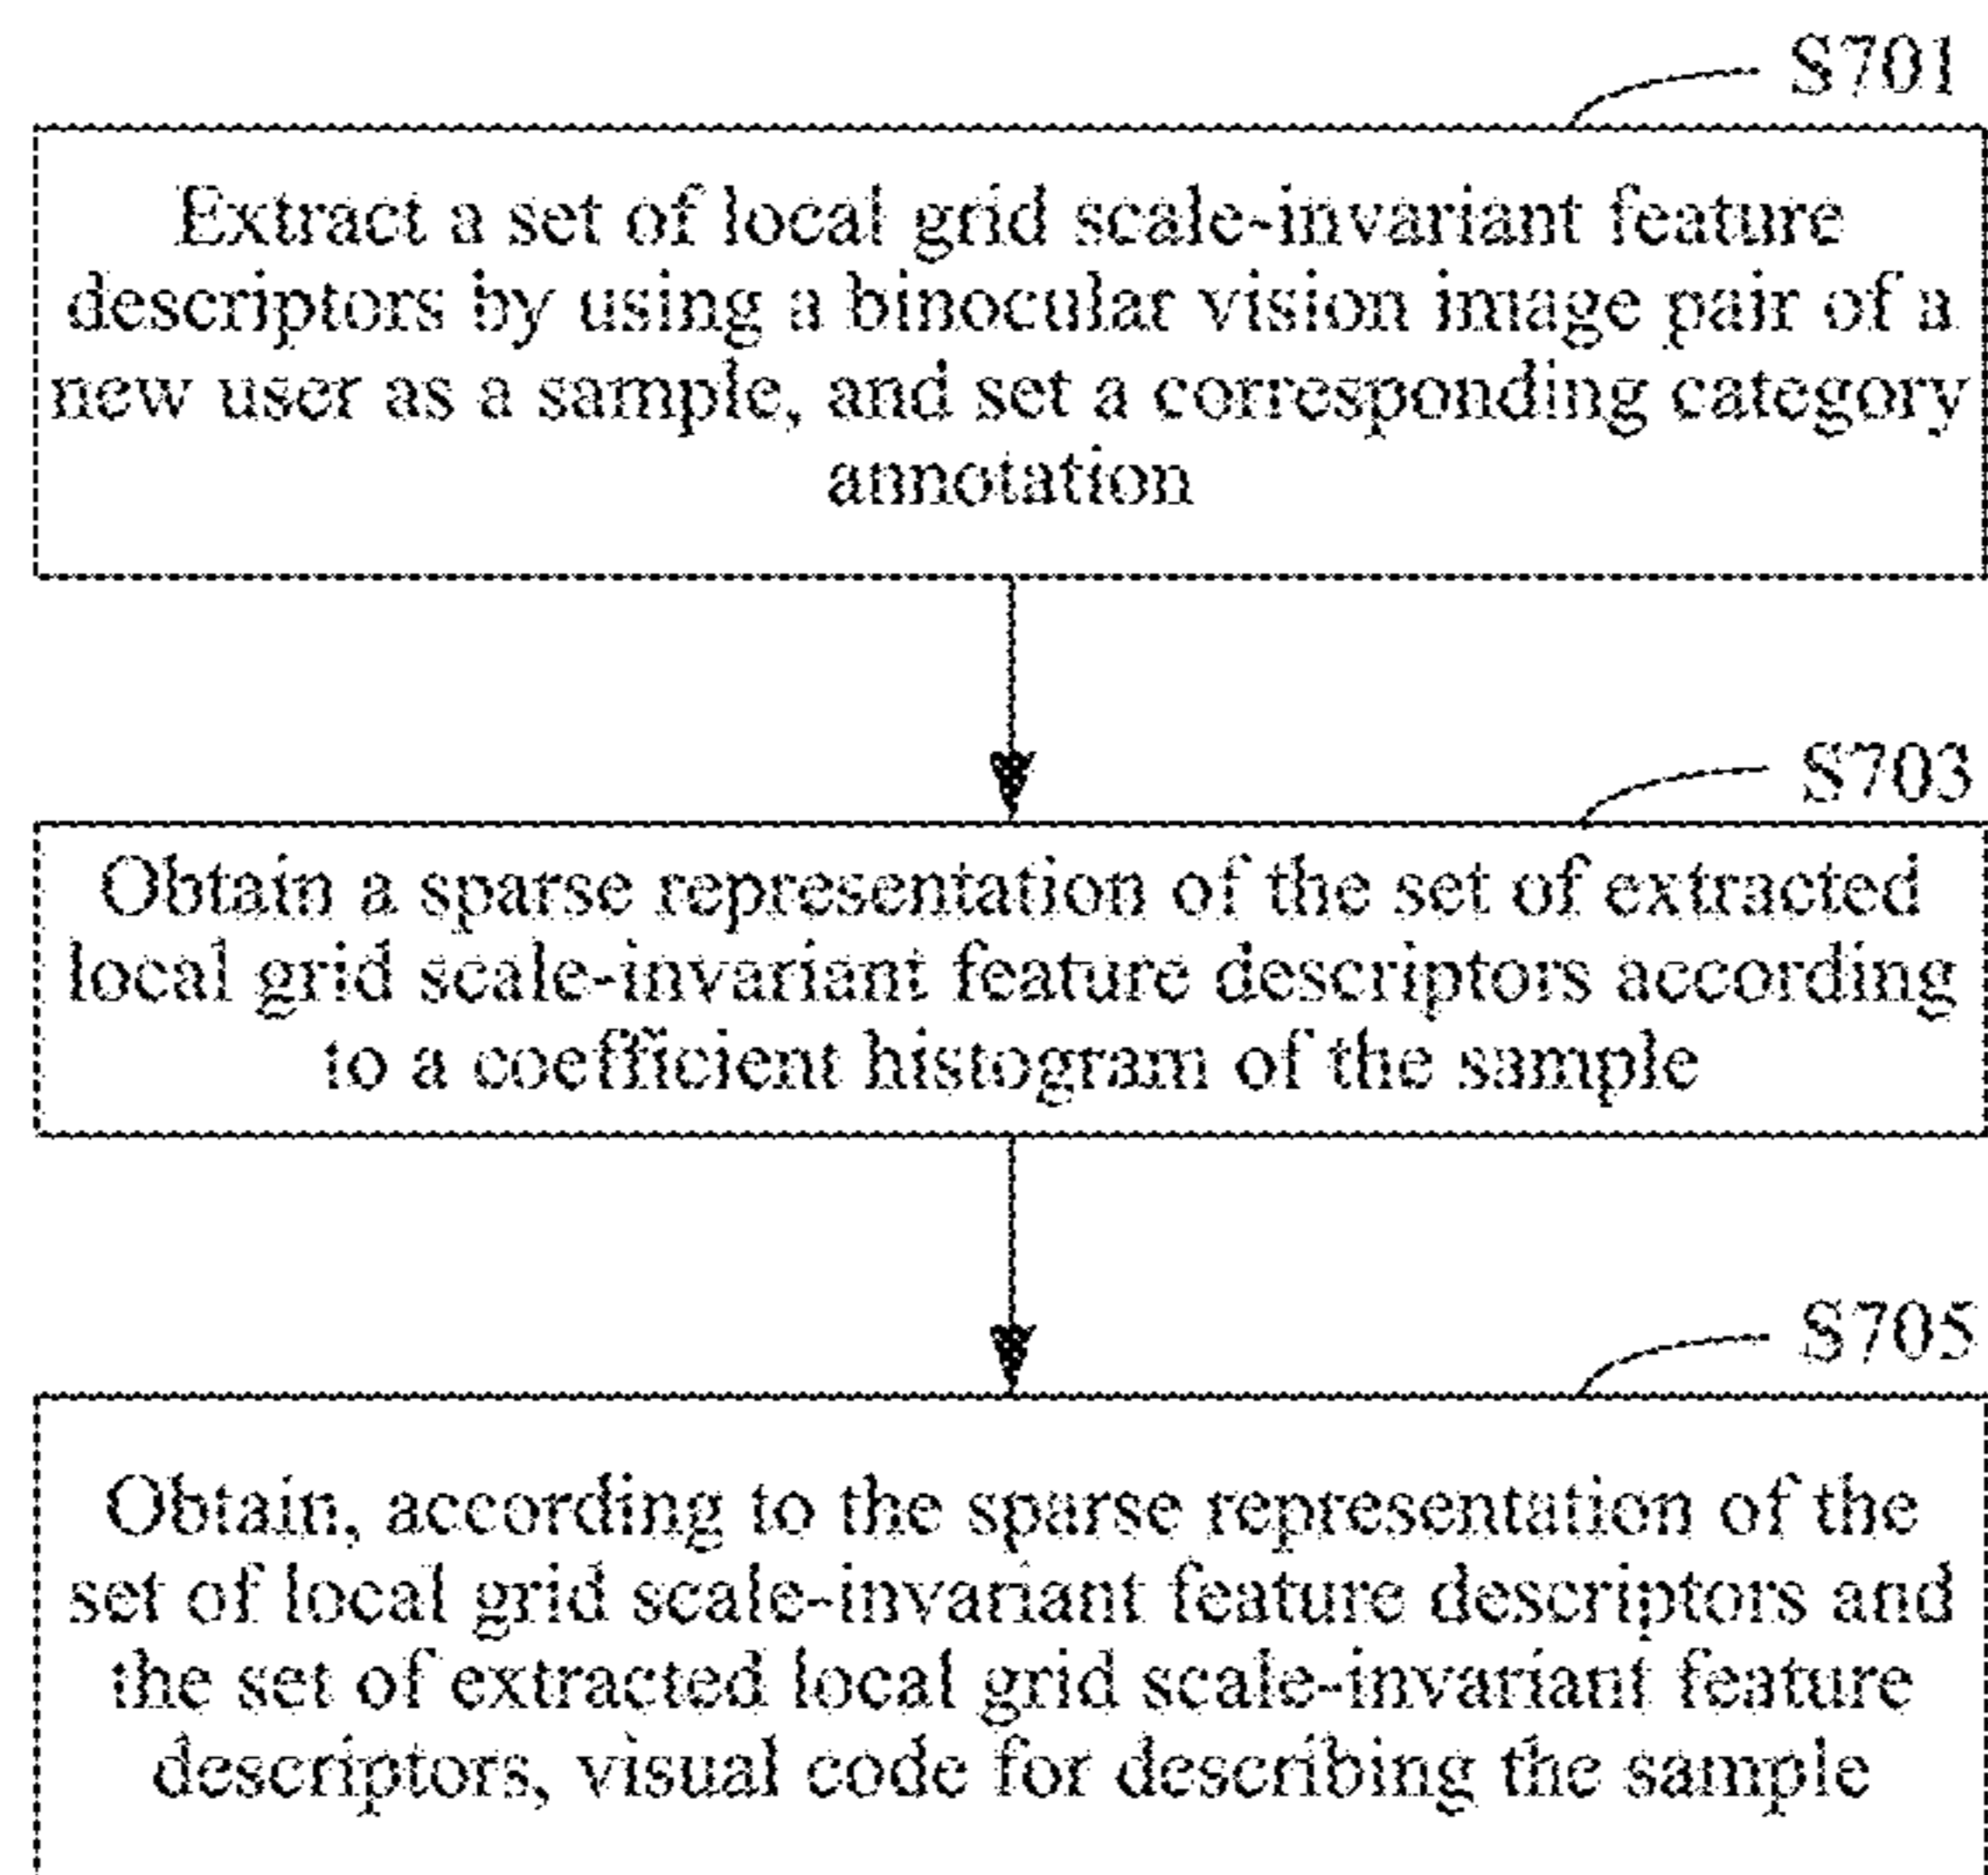 S701
Extract a set of local grid scale-invariant feature
descriptors by using a binocular vision image pair of a
new user as a sample, and set a corresponding category
annotation
S703
Obtain a sparse representation of the set of extracted
local grid scale-invariant feature descriptors according
to a coefficient histogram of the sample
S705
Obtain, according to the sparse representation of the
set of local grid scale-invariant feature descriptors and
the set of extracted local grid scale-invariant feature
descriptors, visual code for describing the sample